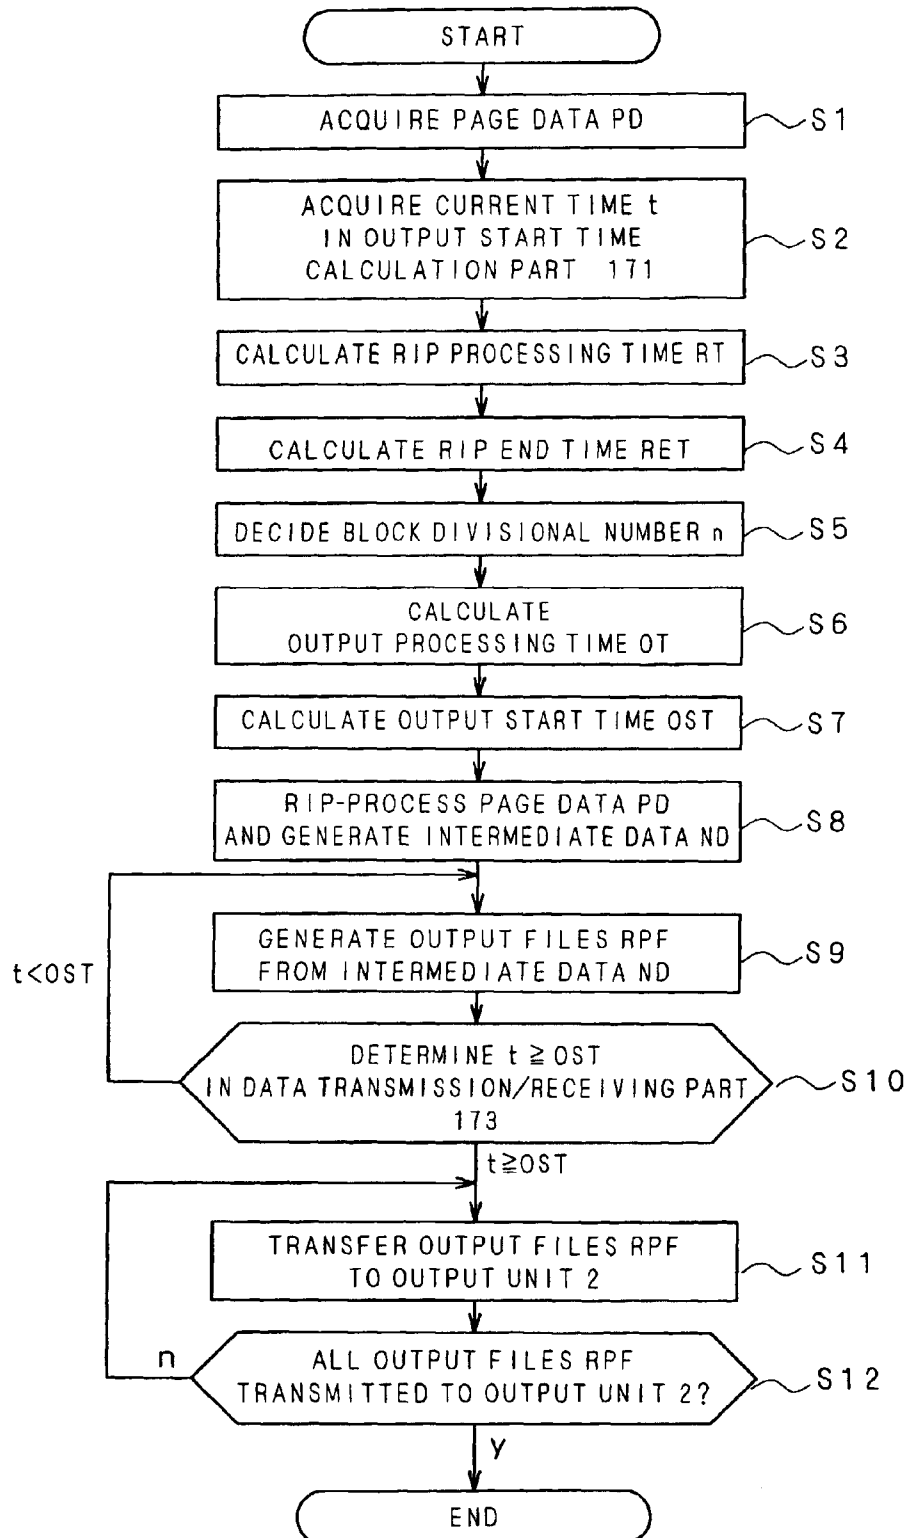 START
ACQUIRE PAGE DATA PD
S1
ACQUIRE CURRENT TIME t
IN OUTPUT START TIME
CALCULATION PART 171
S2
CALCULATE RIP PROCESSING TIME RT
S3
CALCULATE RIP END TIME RET
S4
DECIDE BLOCK DIVISIONAL NUMBER n
S5
CALCULATE
OUTPUT PROCESSING TIME OT
S6
CALCULATE OUTPUT START TIME OST
S7
RIP-PROCESS PAGE DATA PD
AND GENERATE INTERMEDIATE DATA ND
S8
GENERATE OUTPUT FILES RPF
FROM INTERMEDIATE DATA ND
S9
t<OST
DETERMINE t ≧ OST
IN DATA TRANSMISSION/RECEIVING PART
173
S10
t≧OST
TRANSFER OUTPUT FILES RPF
TO OUTPUT UNIT 2
S11
n
ALL OUTPUT FILES RPF
TRANSMITTED TO OUTPUT UNIT 2?
S12
y
END